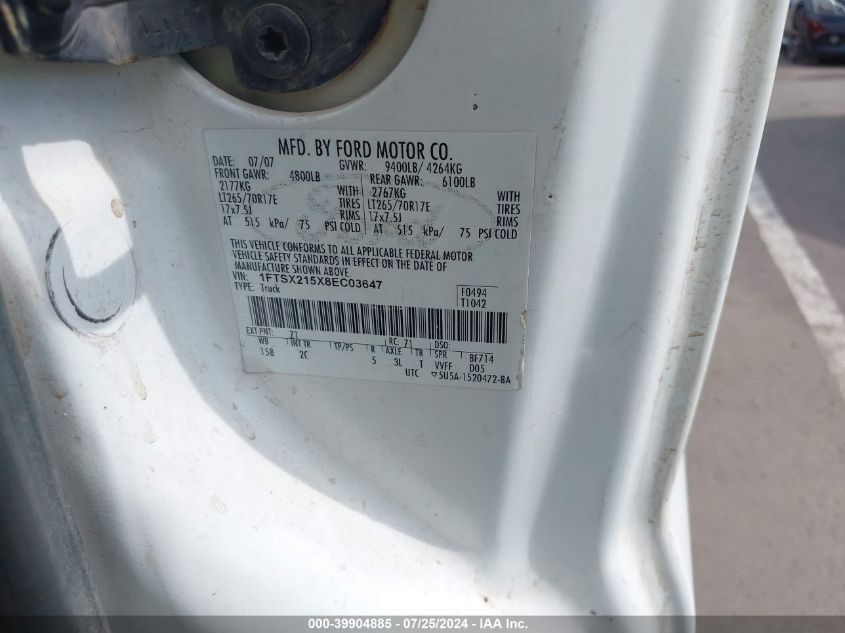 MFD. BY FORD MOTOR CO.
DATE: 07/07 GVWR: 9400LB/ 4264KG
FRONT GAWR: 4800LB REAR GAWR: 6100LB
2177KG WITH 2767KG WITH
LT265/70R17E TIRES LT265/70R17E TIRES
17x7.5J RIMS 17x7.5J RIMS
AT 515 kPa/ 75 PSI COLD AT 515 kPa/ 75 PSI COLD
THIS VEHICLE CONFORMS TO ALL APPLICABLE FEDERAL MOTOR
VEHICLE SAFETY STANDARDS IN EFFECT ON THE DATE OF
MANUFACTURE SHOWN ABOVE.
VIN: 1FTSX215X8EC03647 F0494
TYPE: Truck T1042
EXT PNT: Z1 RC: 71 DSO:
WB INT TR TP/PS R AXLE TR SPR BF714
158 2C 5 3L T VVFF D05
UTC ▽5U5A-1520472-BA
000-39904885 - 07/25/2024 - IAA Inc.